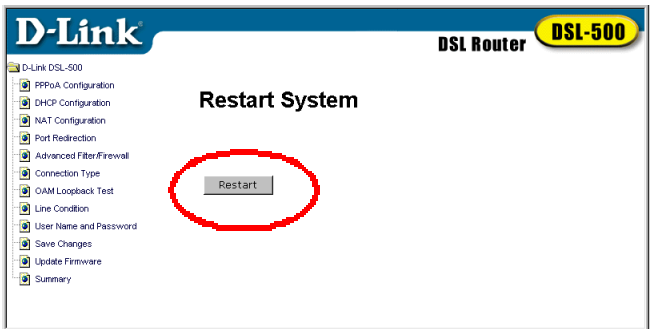 D-Link
DSL Router
DSL-500
D-Link DSL-500
PPPoA Configuration
DHCP Configuration
NAT Configuration
Port Redirection
Advanced Filter/Firewall
Connection Type
OAM Loopback Test
Line Condition
User Name and Password
Save Changes
Update Firmware
Summary
Restart System
Restart